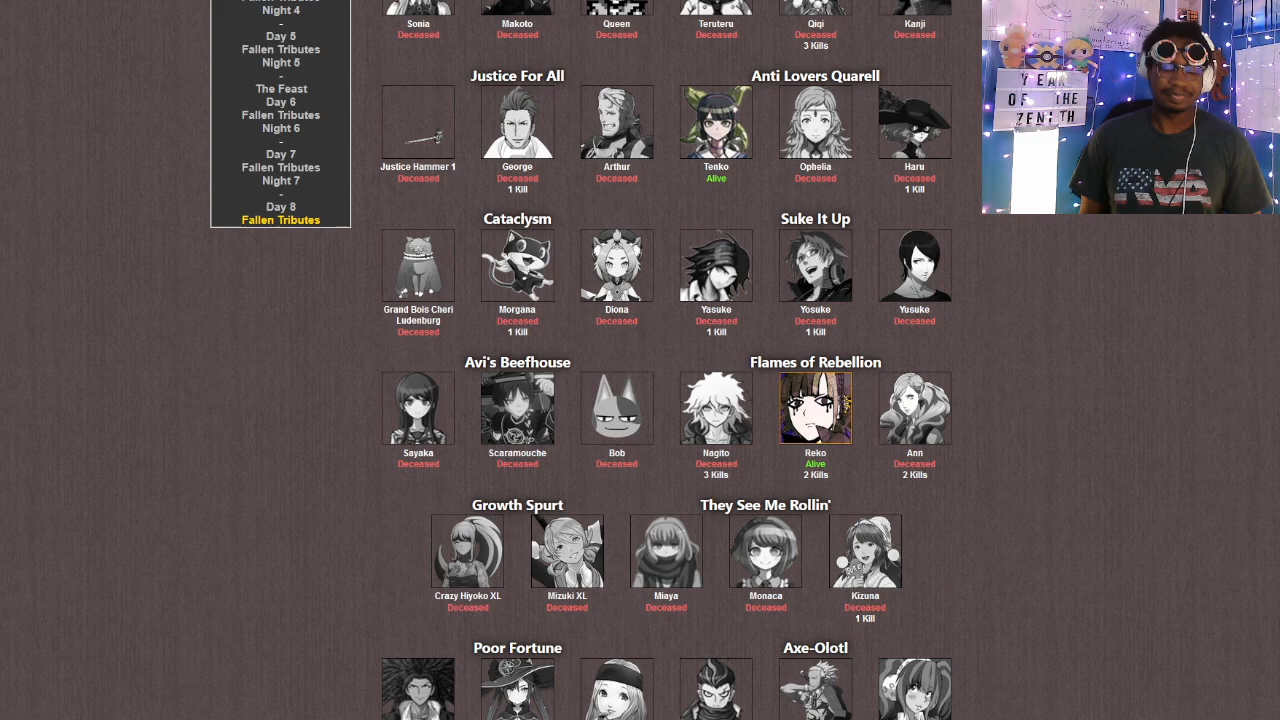 Fallen Tributes
Night 4
-
Day 5
Fallen Tributes
Night 5
-
The Feast
Day 6
Fallen Tributes
Night 6
-
Day 7
Fallen Tributes
Night 7
-
Day 8
Fallen Tributes
Sonia Makoto Queen Teruteru Qiqi Kanji
Deceased Deceased Deceased Deceased Deceased Deceased
3 Kills
Justice For All Anti Lovers Quarell
Justice Hammer 1 George Arthur Tenko Ophelia Haru
Deceased Deceased Deceased Alive Deceased Deceased
1 Kill 1 Kill
Cataclysm Suke It Up
Grand Bois Cheri Ludenburg Morgana Diona Yasuke Yosuke Yusuke
Deceased Deceased Deceased Deceased Deceased Deceased
1 Kill 1 Kill 1 Kill
Avi's Beefhouse Flames of Rebellion
Sayaka Scaramouche Bob Nagito Reko Ann
Deceased Deceased Deceased Deceased Alive Deceased
3 Kills 2 Kills 2 Kills
Growth Spurt They See Me Rollin'
Crazy Hiyoko XL Mizuki XL Miaya Monaca Kizuna
Deceased Deceased Deceased Deceased Deceased
1 Kill
Poor Fortune Axe-Olotl
YEAR
OF THE
ZENITH
RVA